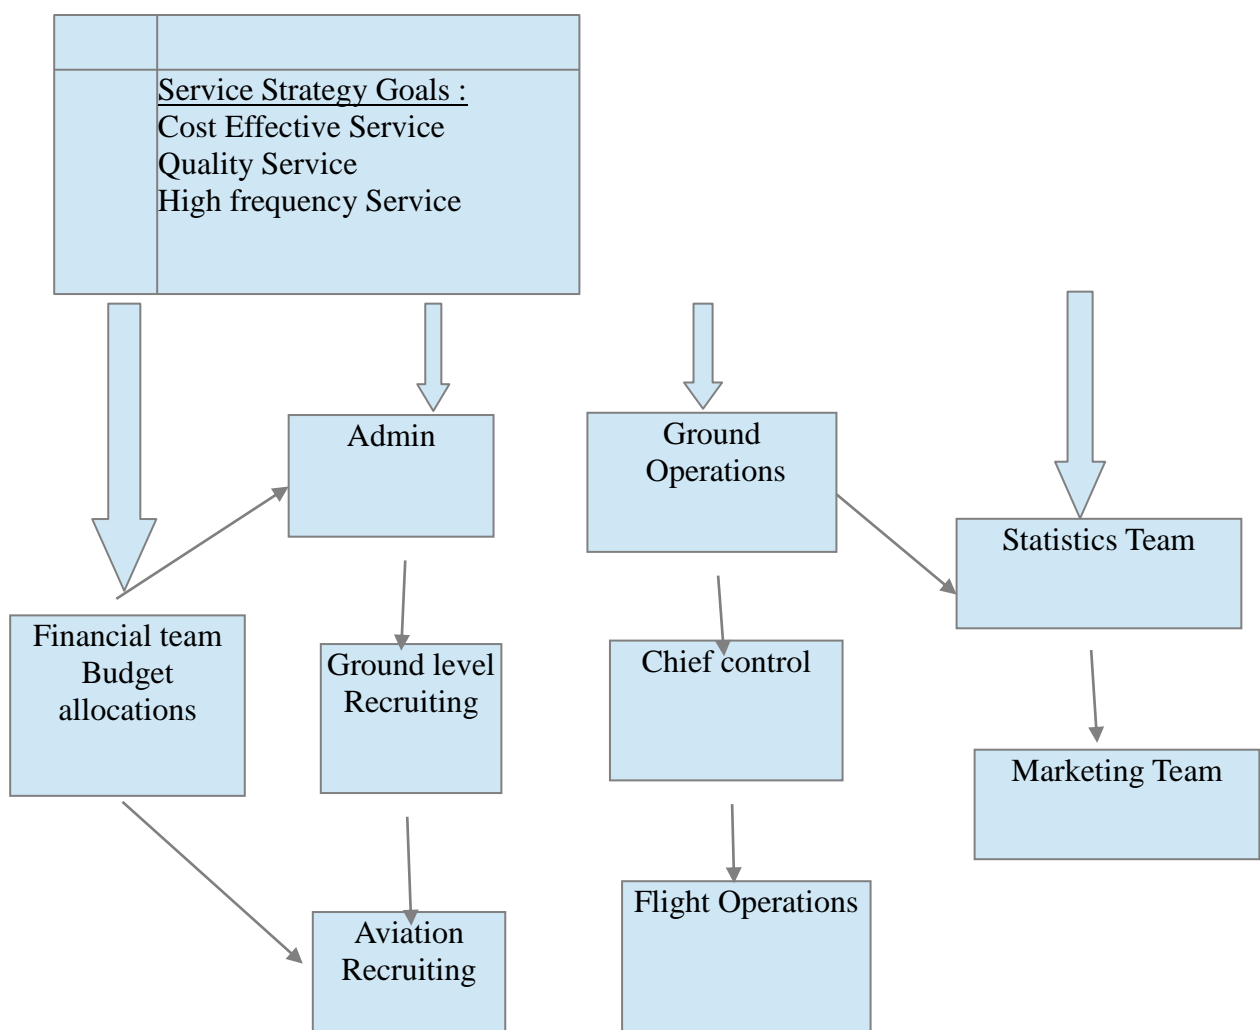 Service Strategy Goals :
Cost Effective Service
Quality Service
High frequency Service
Admin
Ground
Operations
Statistics Team
Financial team
Budget
allocations
Ground level
Recruiting
Chief control
Marketing Team
Aviation
Recruiting
Flight Operations